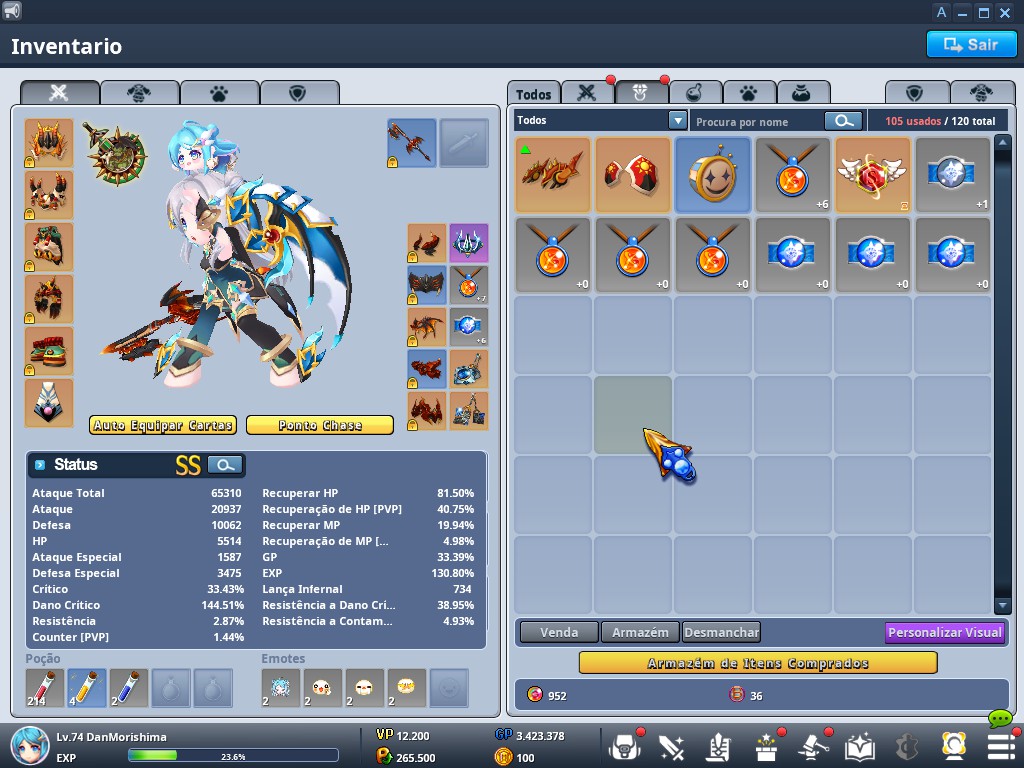 A
Inventario
Sair
Todos
Todos
Procura por nome
105 usados / 120 total
+6
+1
+0
+0
+0
+0
+0
+0
+7
+6
Auto Equipar Cartas
Ponto Chase
Status
SS
Ataque Total 65310
Ataque 20937
Defesa 10062
HP 5514
Ataque Especial 1587
Defesa Especial 3475
Crítico 33.43%
Dano Crítico 144.51%
Resistência 2.87%
Counter [PVP] 1.44%
Recuperar HP 81.50%
Recuperação de HP [PVP] 40.75%
Recuperar MP 19.94%
Recuperação de MP [... 4.98%
GP 33.39%
EXP 130.80%
Lança Infernal 734
Resistência a Dano Crí... 38.95%
Resistência a Contam... 4.93%
Poção
214
4
2
Emotes
2
2
2
2
Venda
Armazém
Desmanchar
Personalizar Visual
Armazém de Itens Comprados
952
36
Lv.74 DanMorishima
EXP
23.6%
VP 12.200
265.500
GP 3.423.378
100